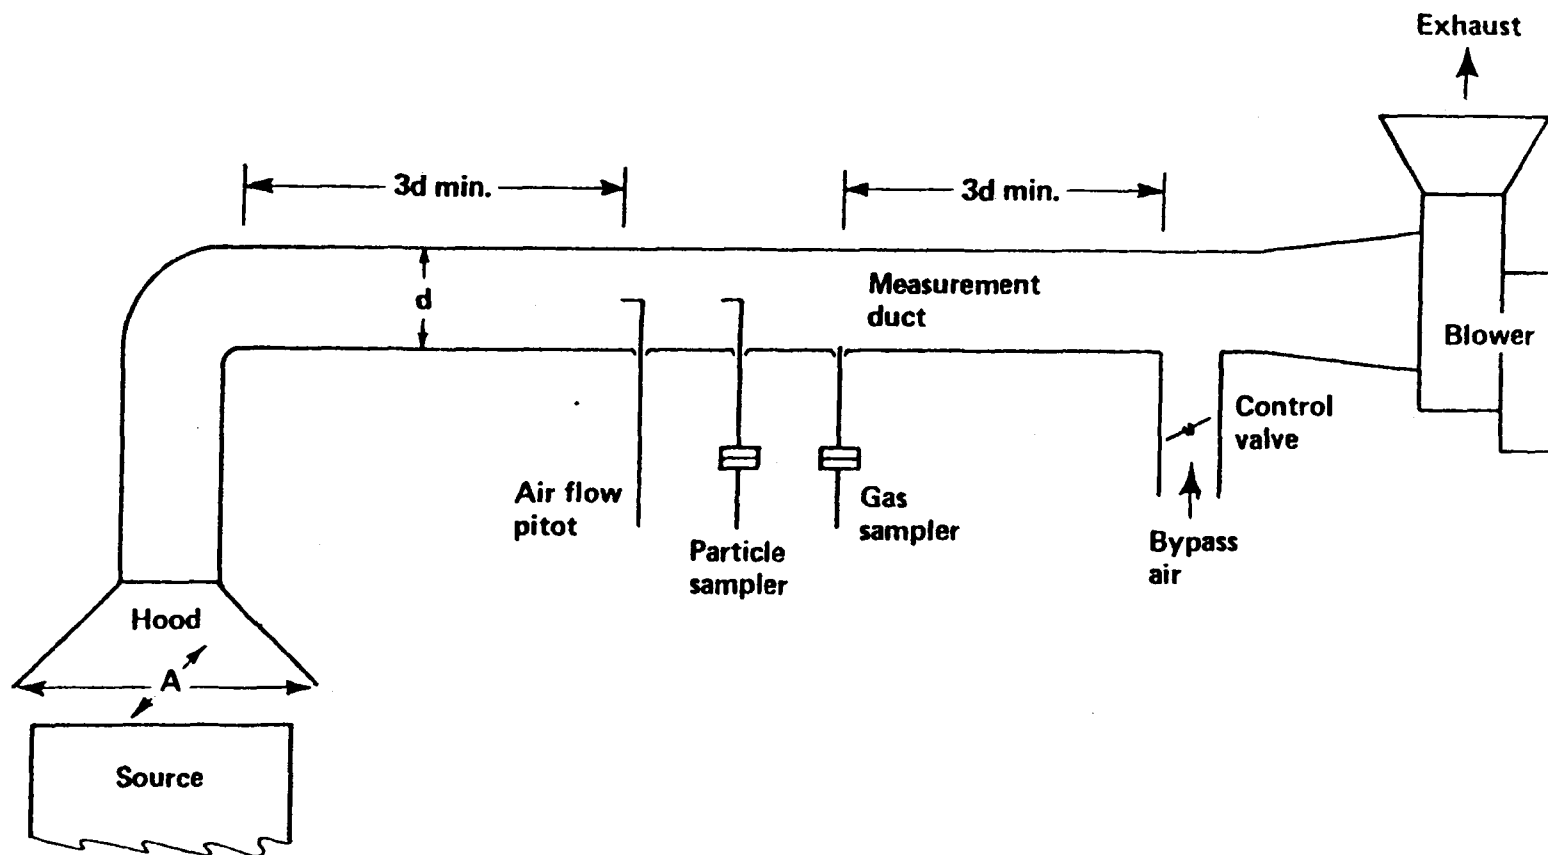 Exhaust
3d min.
3d min.
d
Measurement
duct
Blower
Control
valve
Air flow
pitot
Particle
sampler
Gas
sampler
Bypass
air
Hood
A
Source